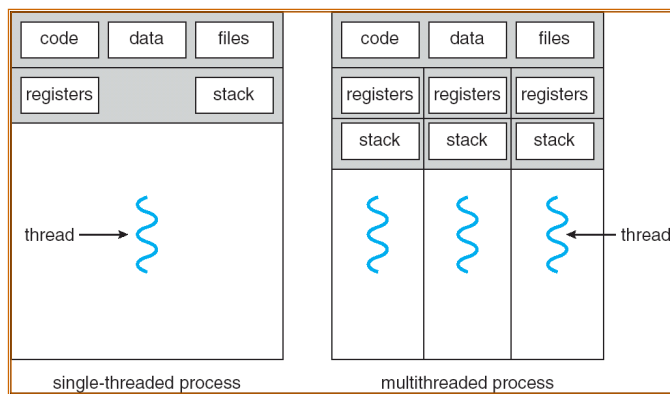 code data files
registers stack
thread
single-threaded process
code data files
registers registers registers
stack stack stack
thread
multithreaded process